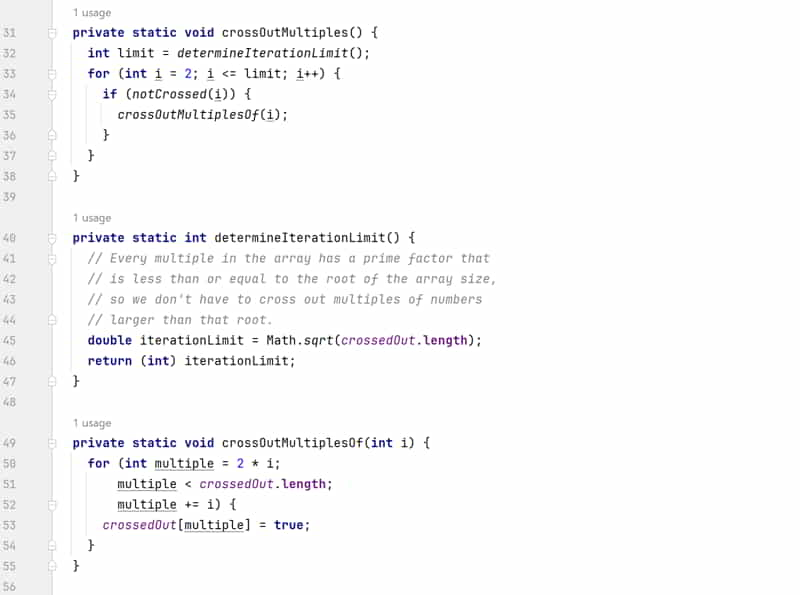 1 usage
31 private static void crossOutMultiples() {
32 int limit = determineIterationLimit();
33 for (int i = 2; i <= limit; i++) {
34 if (notCrossed(i)) {
35 crossOutMultiplesOf(i);
36 }
37 }
38 }
39
1 usage
40 private static int determineIterationLimit() {
41 // Every multiple in the array has a prime factor that
42 // is less than or equal to the root of the array size,
43 // so we don't have to cross out multiples of numbers
44 // larger than that root.
45 double iterationLimit = Math.sqrt(crossedOut.length);
46 return (int) iterationLimit;
47 }
48
1 usage
49 private static void crossOutMultiplesOf(int i) {
50 for (int multiple = 2 * i;
51 multiple < crossedOut.length;
52 multiple += i) {
53 crossedOut[multiple] = true;
54 }
55 }
56